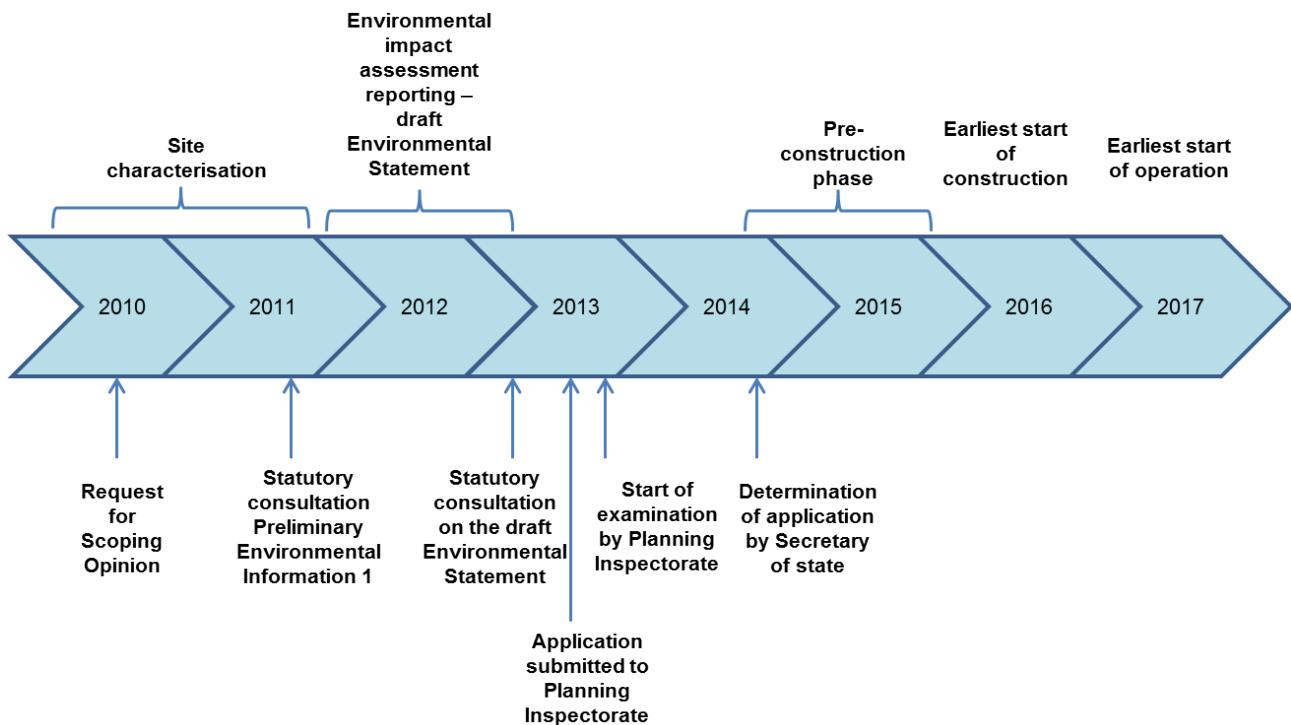 Environmental
impact
assessment
reporting –
draft
Environmental
Statement
Site
characterisation
Pre-
construction
phase
Earliest start
of
construction
Earliest start
of operation
2010
2011
2012
2013
2014
2015
2016
2017
Request
for
Scoping
Opinion
Statutory
consultation
Preliminary
Environmental
Information 1
Statutory
consultation
on the draft
Environmental
Statement
Start of
examination
by Planning
Inspectorate
Determination
of application
by Secretary
of state
Application
submitted to
Planning
Inspectorate